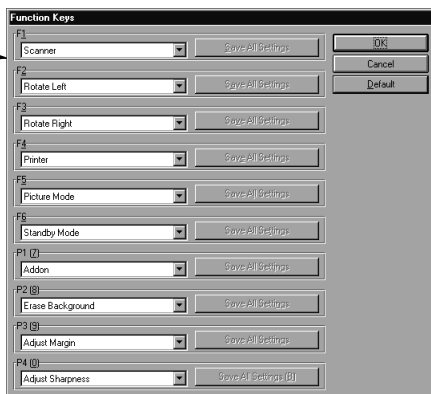 Function Keys
F1
Scanner Save All Settings OK
Cancel
F2
Rotate Left Save All Settings Default
F3
Rotate Right Save All Settings
F4
Printer Save All Settings
F5
Picture Mode Save All Settings
F6
Standby Mode Save All Settings
P1 (7)
Addon Save All Settings
P2 (8)
Erase Background Save All Settings
P3 (9)
Adjust Margin Save All Settings
P4 (0)
Adjust Sharpness Save All Settings (B)